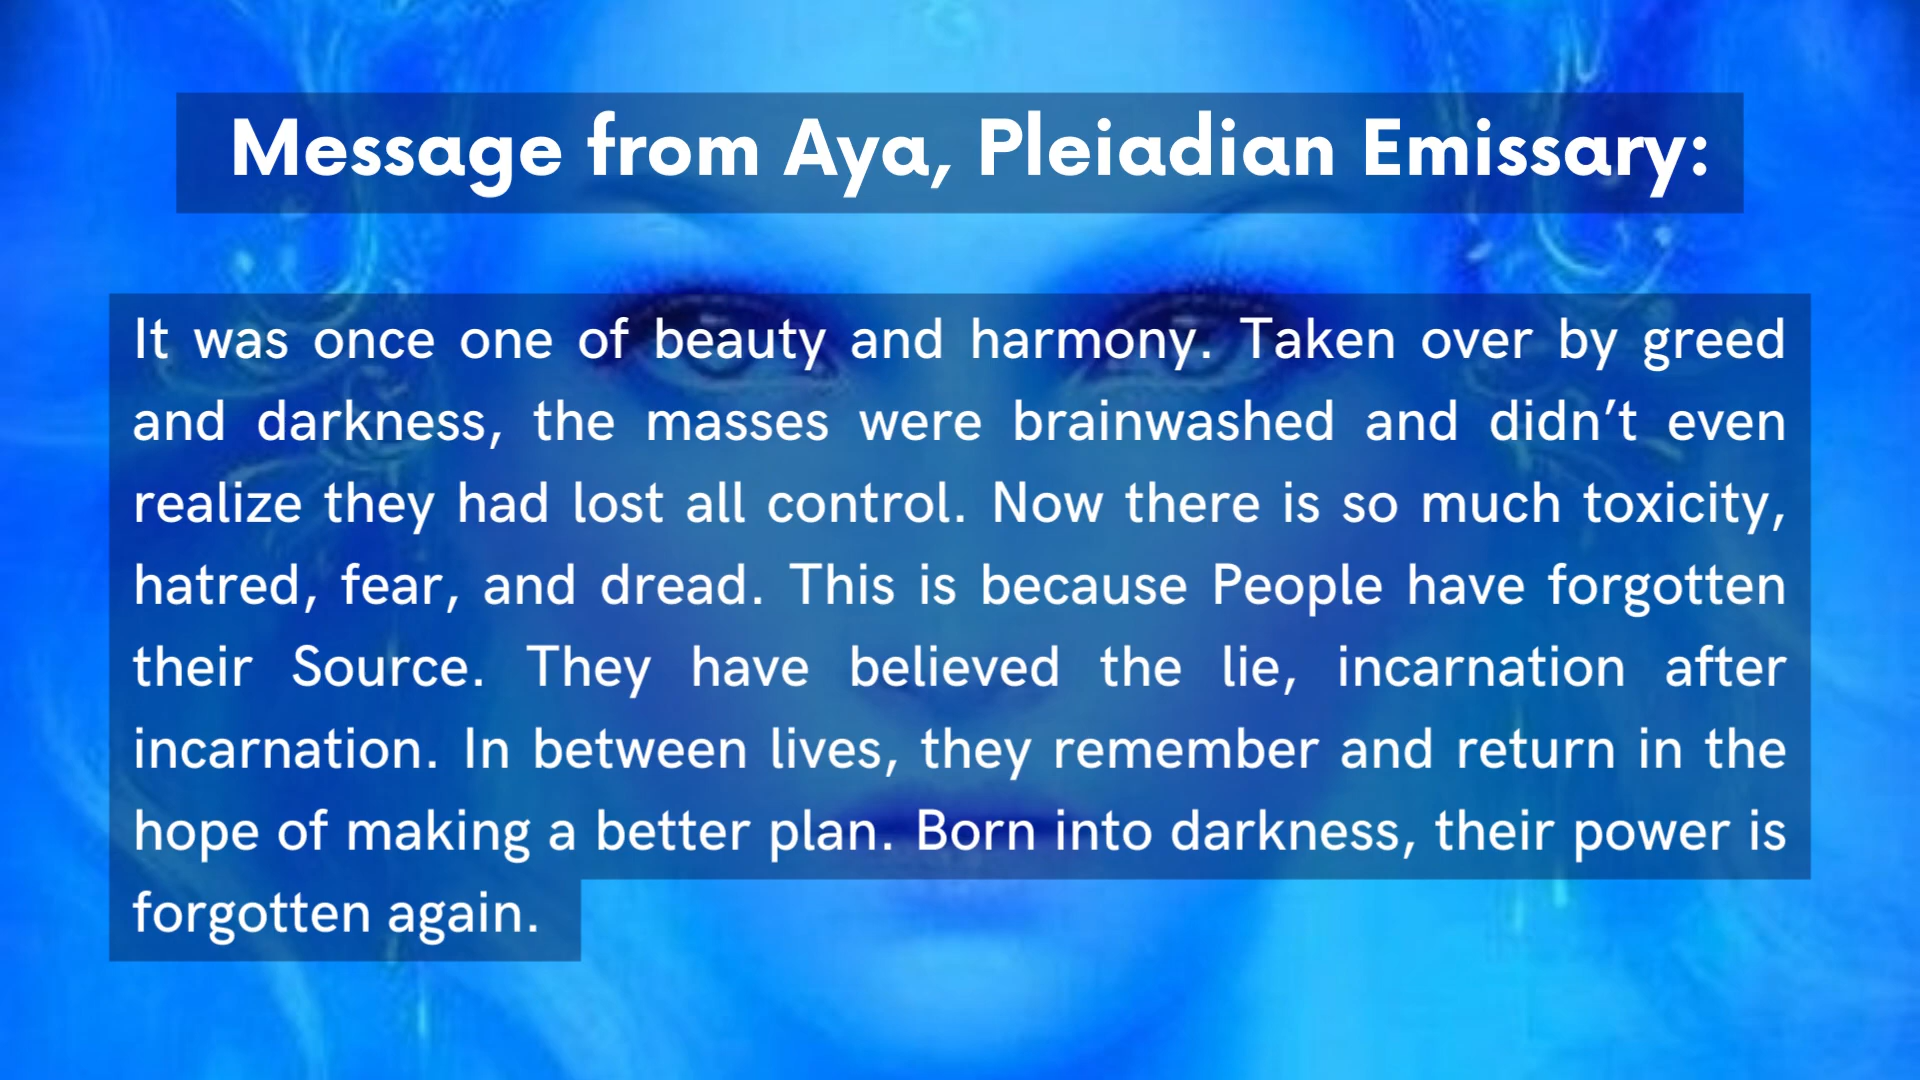 Message from Aya, Pleiadian Emissary:
It was once one of beauty and harmony. Taken over by greed
and darkness, the masses were brainwashed and didn’t even
realize they had lost all control. Now there is so much toxicity,
hatred, fear, and dread. This is because People have forgotten
their Source. They have believed the lie, incarnation after
incarnation. In between lives, they remember and return in the
hope of making a better plan. Born into darkness, their power is
forgotten again.